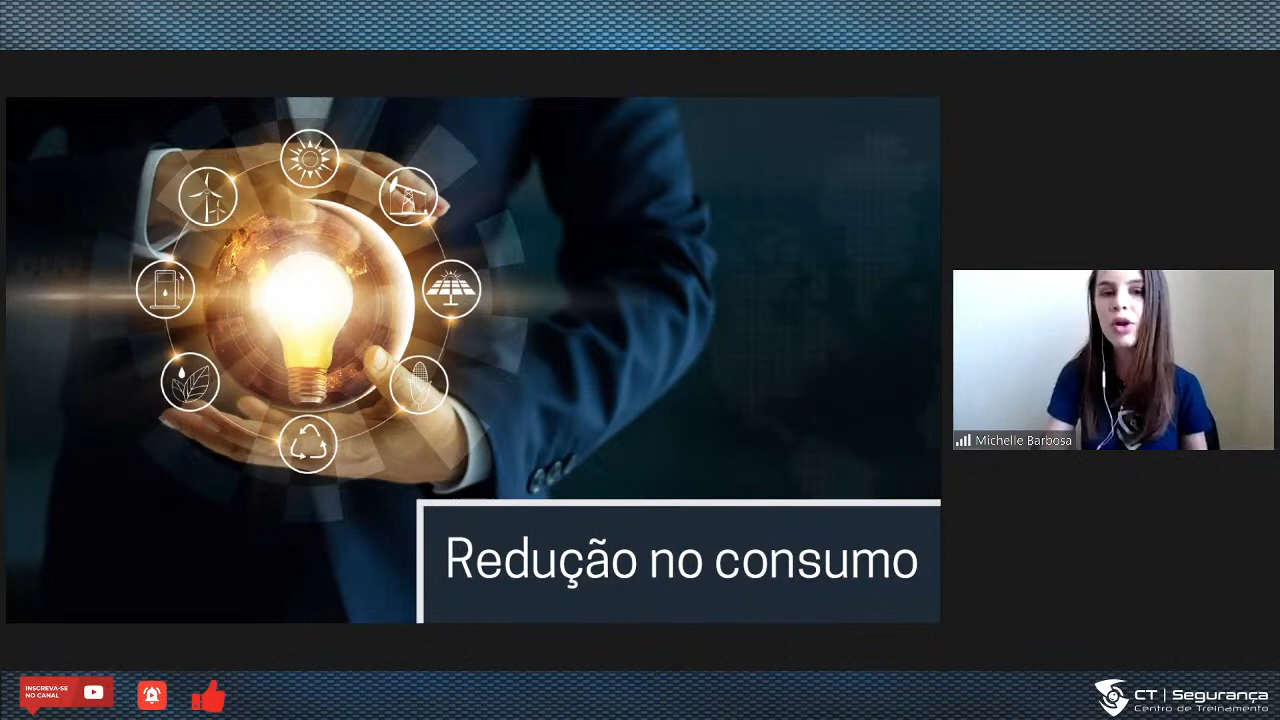 Redução no consumo
Michelle Barbosa
INSCREVA-SE
NO CANAL
CT | Segurança
Centro de Treinamento